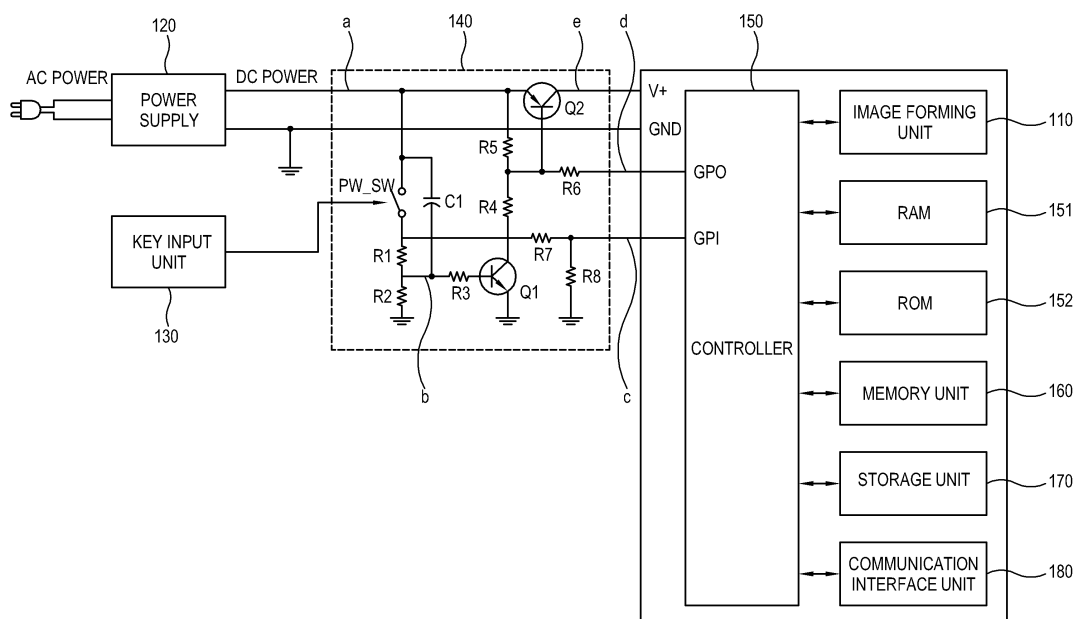 120
AC POWER
POWER
SUPPLY
DC POWER
a
140
e
d
150
V+
GND
GPO
GPI
CONTROLLER
PW_SW
C1
R1
R2
R3
R4
R5
Q2
R6
R7
R8
Q1
b
c
KEY INPUT
UNIT
130
IMAGE FORMING
UNIT
110
RAM
151
ROM
152
MEMORY UNIT
160
STORAGE UNIT
170
COMMUNICATION
INTERFACE UNIT
180